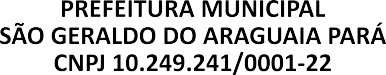 PREFEITURA MUNICIPAL
SÃO GERALDO DO ARAGUAIA PARÁ
CNPJ 10.249.241/0001-22